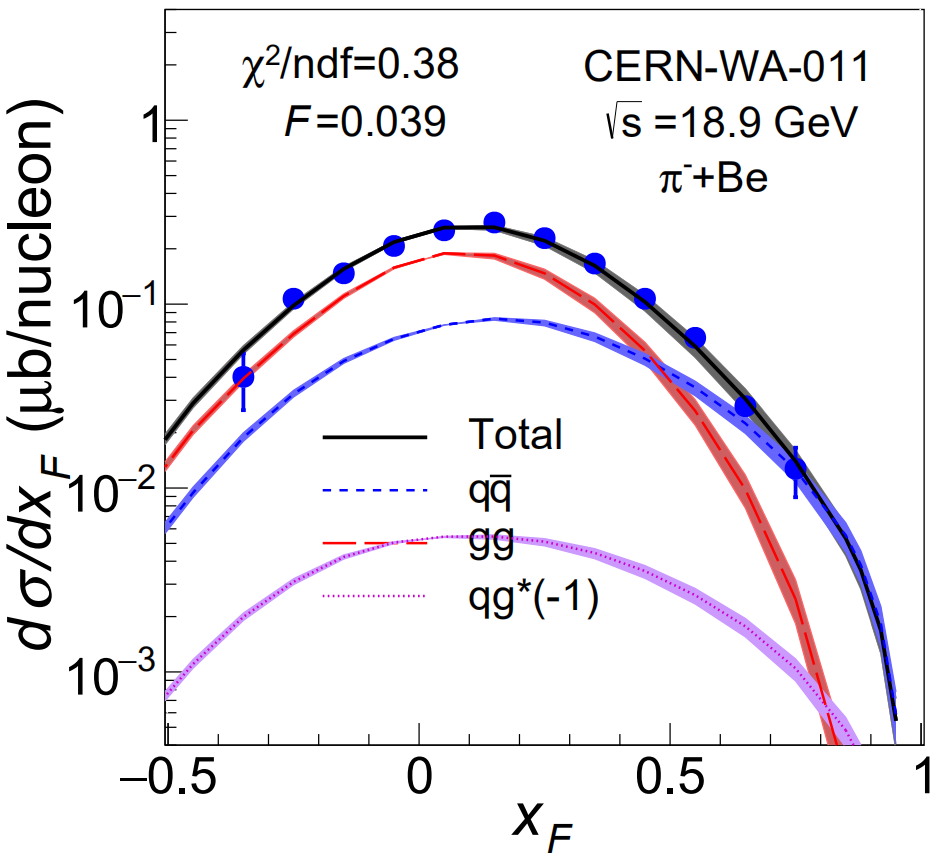 χ²/ndf=0.38
F=0.039
CERN-WA-011
√s =18.9 GeV
π⁻+Be
dσ/dx_F (μb/nucleon)
1
10⁻¹
10⁻²
10⁻³
Total
qq̄
gg
qg*(-1)
−0.5
0
0.5
1
x_F